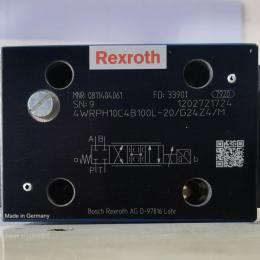 Rexroth
MNR: 0811404061 FD: 33901 7920
SN: 9 1202721724
4WRPH10C4B100L-20/G24Z4/M
A B
a b
P T
Made in Germany
Bosch Rexroth AG D-97816 Lohr